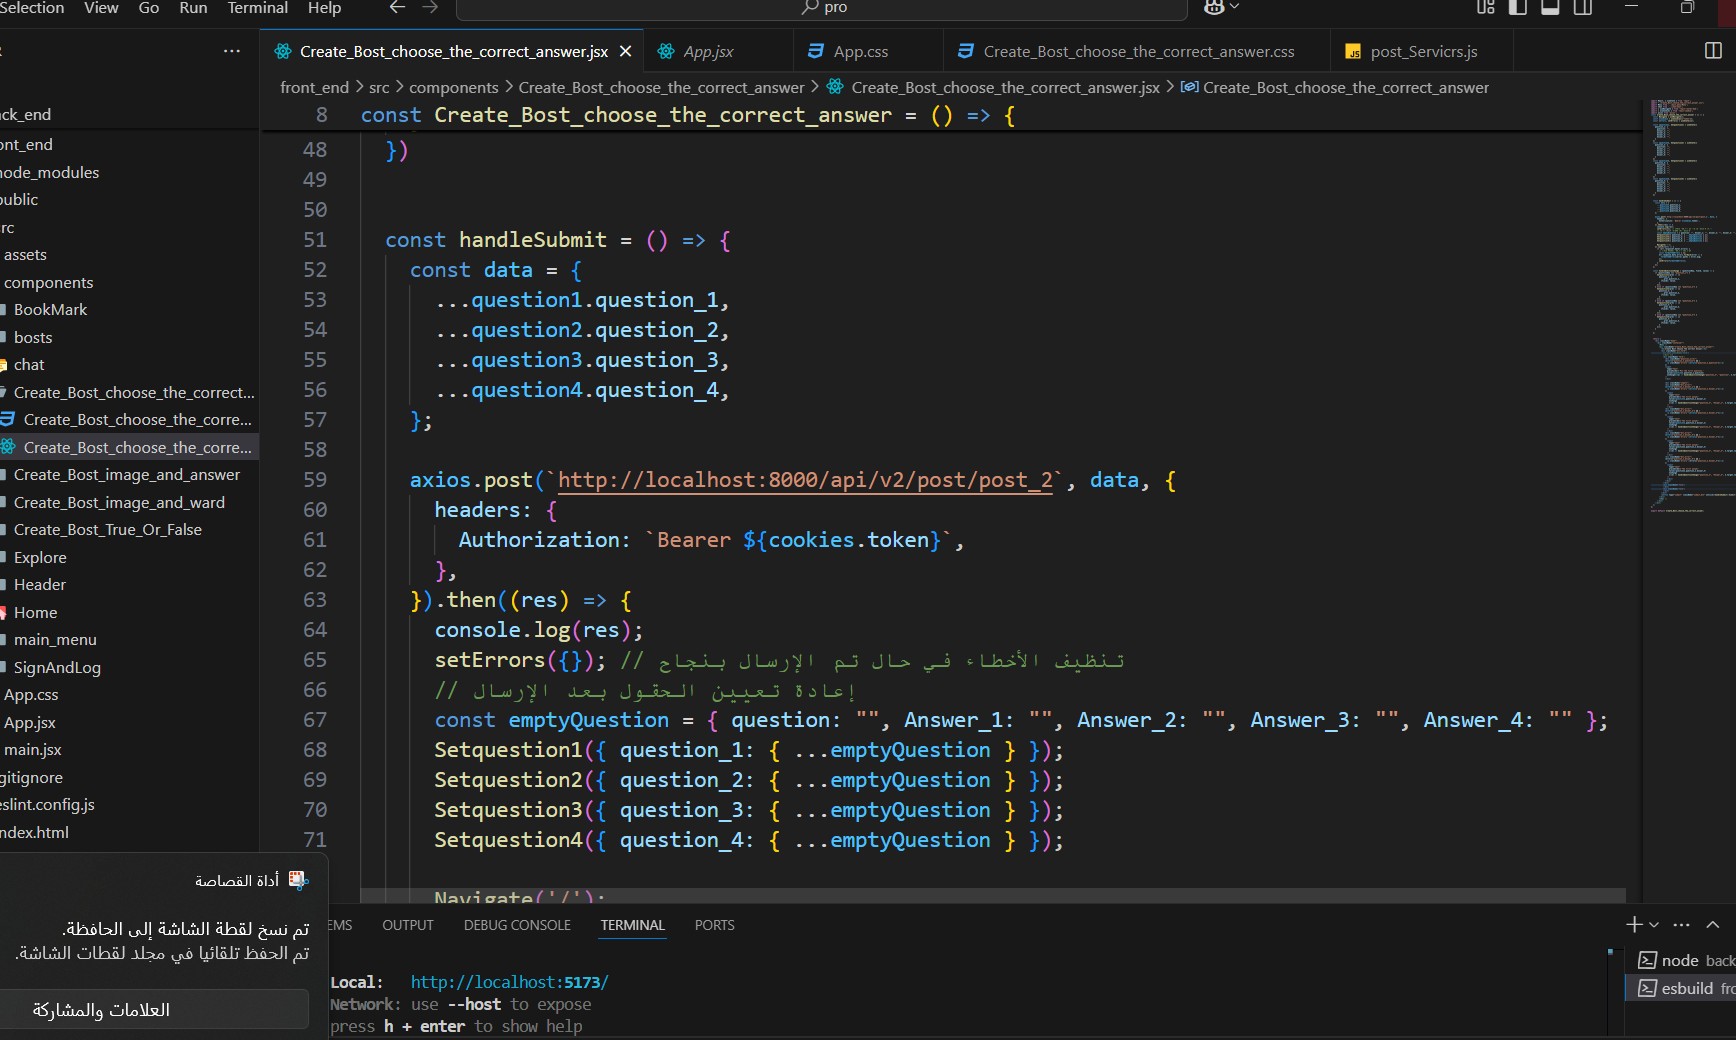 Selection View Go Run Terminal Help
pro
Create_Bost_choose_the_correct_answer.jsx App.jsx App.css Create_Bost_choose_the_correct_answer.css post_Servicrs.js
front_end > src > components > Create_Bost_choose_the_correct_answer > Create_Bost_choose_the_correct_answer.jsx > Create_Bost_choose_the_correct_answer
ck_end
ont_end
node_modules
public
rc
assets
components
BookMark
bosts
chat
Create_Bost_choose_the_correct...
Create_Bost_choose_the_corre...
Create_Bost_choose_the_corre...
Create_Bost_image_and_answer
Create_Bost_image_and_ward
Create_Bost_True_Or_False
Explore
Header
Home
main_menu
SignAndLog
App.css
App.jsx
main.jsx
gitignore
eslint.config.js
ndex.html
8 const Create_Bost_choose_the_correct_answer = () => {
48 })
49
50
51 const handleSubmit = () => {
52 const data = {
53 ...question1.question_1,
54 ...question2.question_2,
55 ...question3.question_3,
56 ...question4.question_4,
57 };
58
59 axios.post(`http://localhost:8000/api/v2/post/post_2`, data, {
60 headers: {
61 Authorization: `Bearer ${cookies.token}`,
62 },
63 }).then((res) => {
64 console.log(res);
65 setErrors({}); // تنظيف الأخطاء في حال تم الإرسال بنجاح
66 // إعادة تعيين الحقول بعد الإرسال
67 const emptyQuestion = { question: "", Answer_1: "", Answer_2: "", Answer_3: "", Answer_4: "" };
68 Setquestion1({ question_1: { ...emptyQuestion } });
69 Setquestion2({ question_2: { ...emptyQuestion } });
70 Setquestion3({ question_3: { ...emptyQuestion } });
71 Setquestion4({ question_4: { ...emptyQuestion } });
Navigate('/');
أداة القصاصة
تم نسخ لقطة الشاشة إلى الحافظة.
تم الحفظ تلقائيا في مجلد لقطات الشاشة.
العلامات والمشاركة
EMS OUTPUT DEBUG CONSOLE TERMINAL PORTS
Local: http://localhost:5173/
Network: use --host to expose
press h + enter to show help
node back
esbuild fro